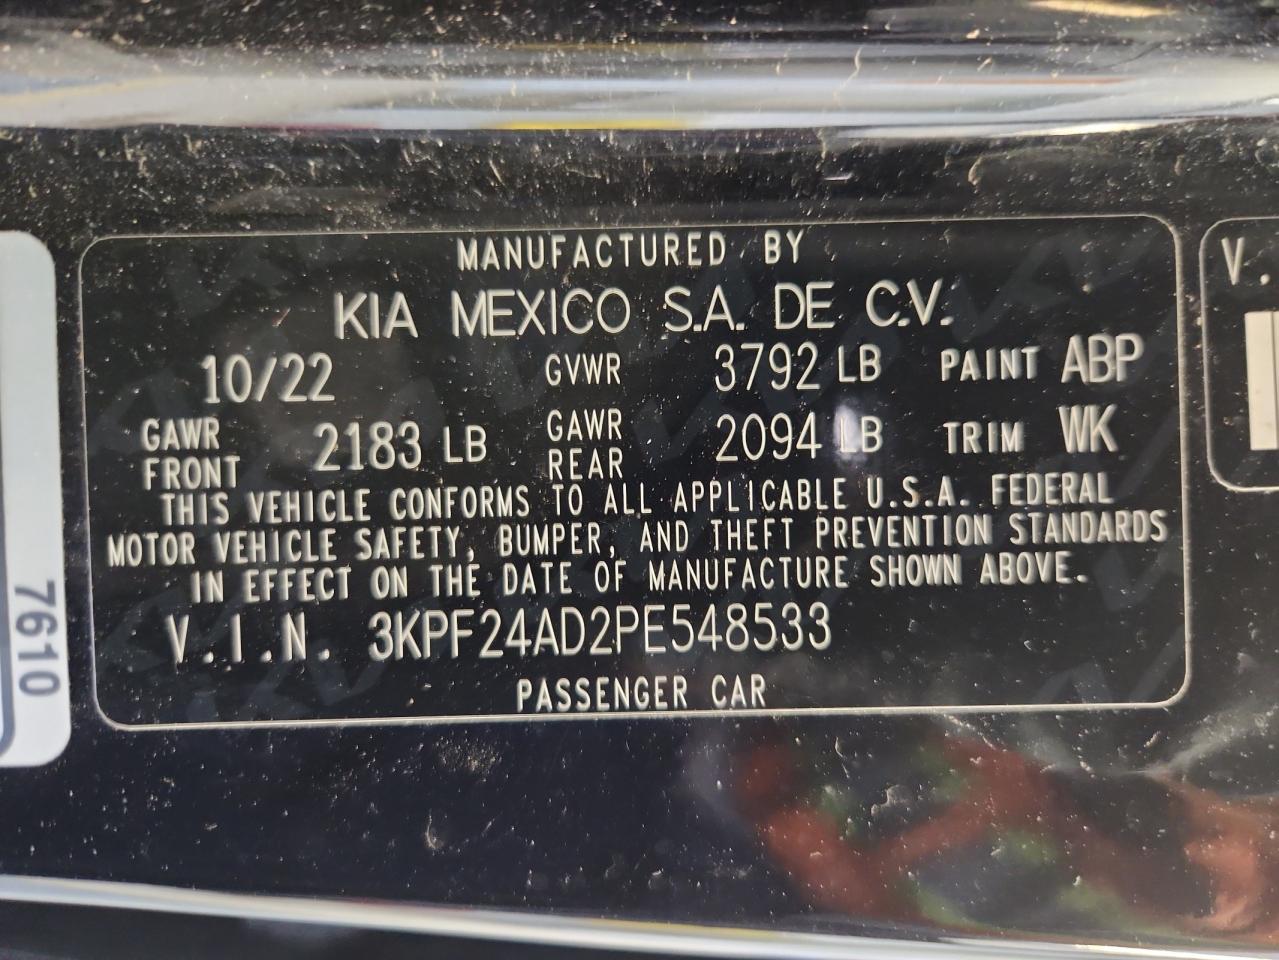 MANUFACTURED BY
KIA MEXICO S.A. DE C.V.
10/22 GVWR 3792 LB PAINT ABP
GAWR FRONT 2183 LB GAWR REAR 2094 LB TRIM WK
THIS VEHICLE CONFORMS TO ALL APPLICABLE U.S.A. FEDERAL
MOTOR VEHICLE SAFETY, BUMPER, AND THEFT PREVENTION STANDARDS
IN EFFECT ON THE DATE OF MANUFACTURE SHOWN ABOVE.
V.I.N. 3KPF24AD2PE548533
PASSENGER CAR
7610
V.